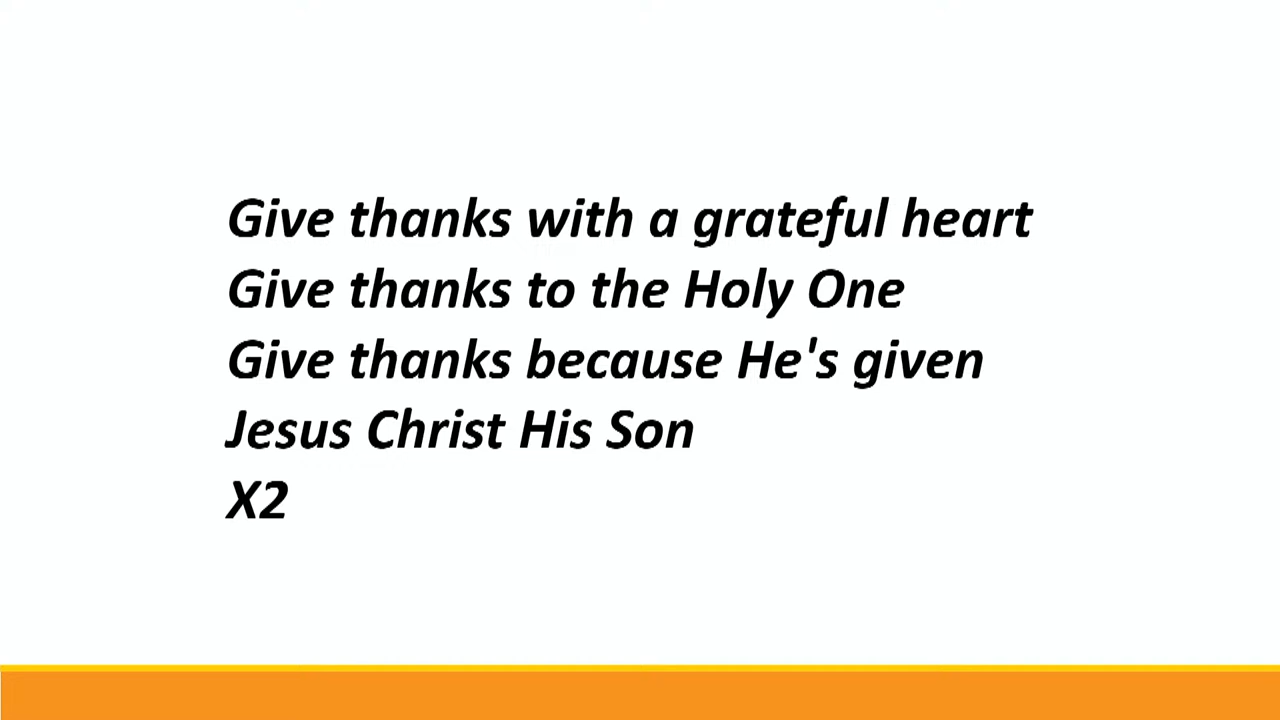 Give thanks with a grateful heart
Give thanks to the Holy One
Give thanks because He's given
Jesus Christ His Son
X2